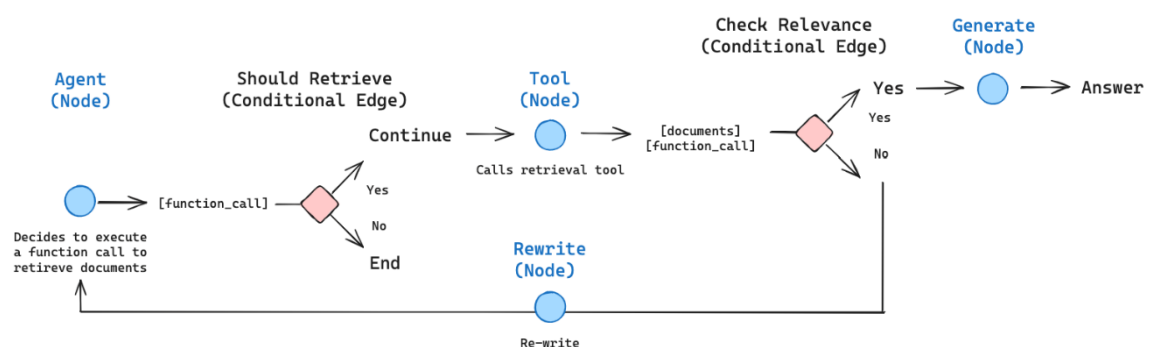 Agent
(Node)
[function_call]
Decides to execute
a function call to
retireve documents
Should Retrieve
(Conditional Edge)
Continue
Yes
No
End
Tool
(Node)
Calls retrieval tool
[documents]
[function_call]
Check Relevance
(Conditional Edge)
Yes
Yes
No
Generate
(Node)
Answer
Rewrite
(Node)
Re-write